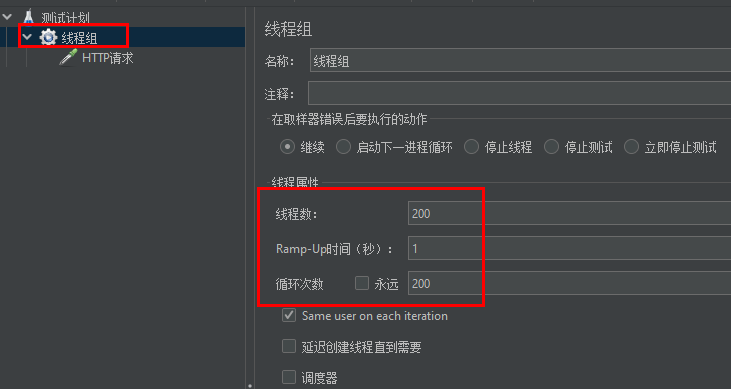 测试计划
线程组
HTTP请求
线程组
名称: 线程组
注释:
在取样器错误后要执行的动作
继续 启动下一进程循环 停止线程 停止测试 立即停止测试
线程属性
线程数: 200
Ramp-Up时间(秒): 1
循环次数 永远 200
Same user on each iteration
延迟创建线程直到需要
调度器